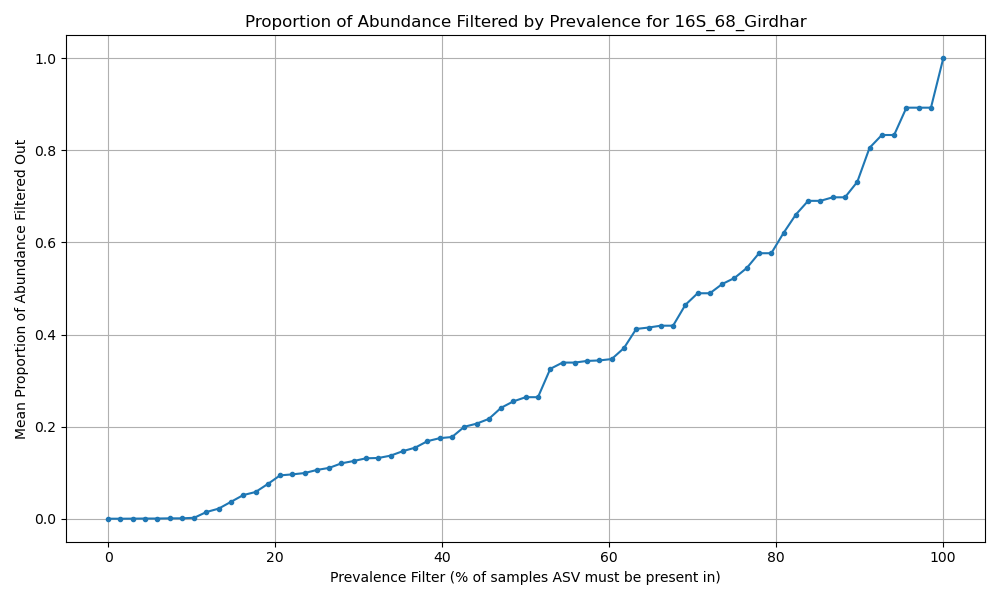 Proportion of Abundance Filtered by Prevalence for 16S_68_Girdhar
Mean Proportion of Abundance Filtered Out
1.0
0.8
0.6
0.4
0.2
0.0
0 20 40 60 80 100
Prevalence Filter (% of samples ASV must be present in)